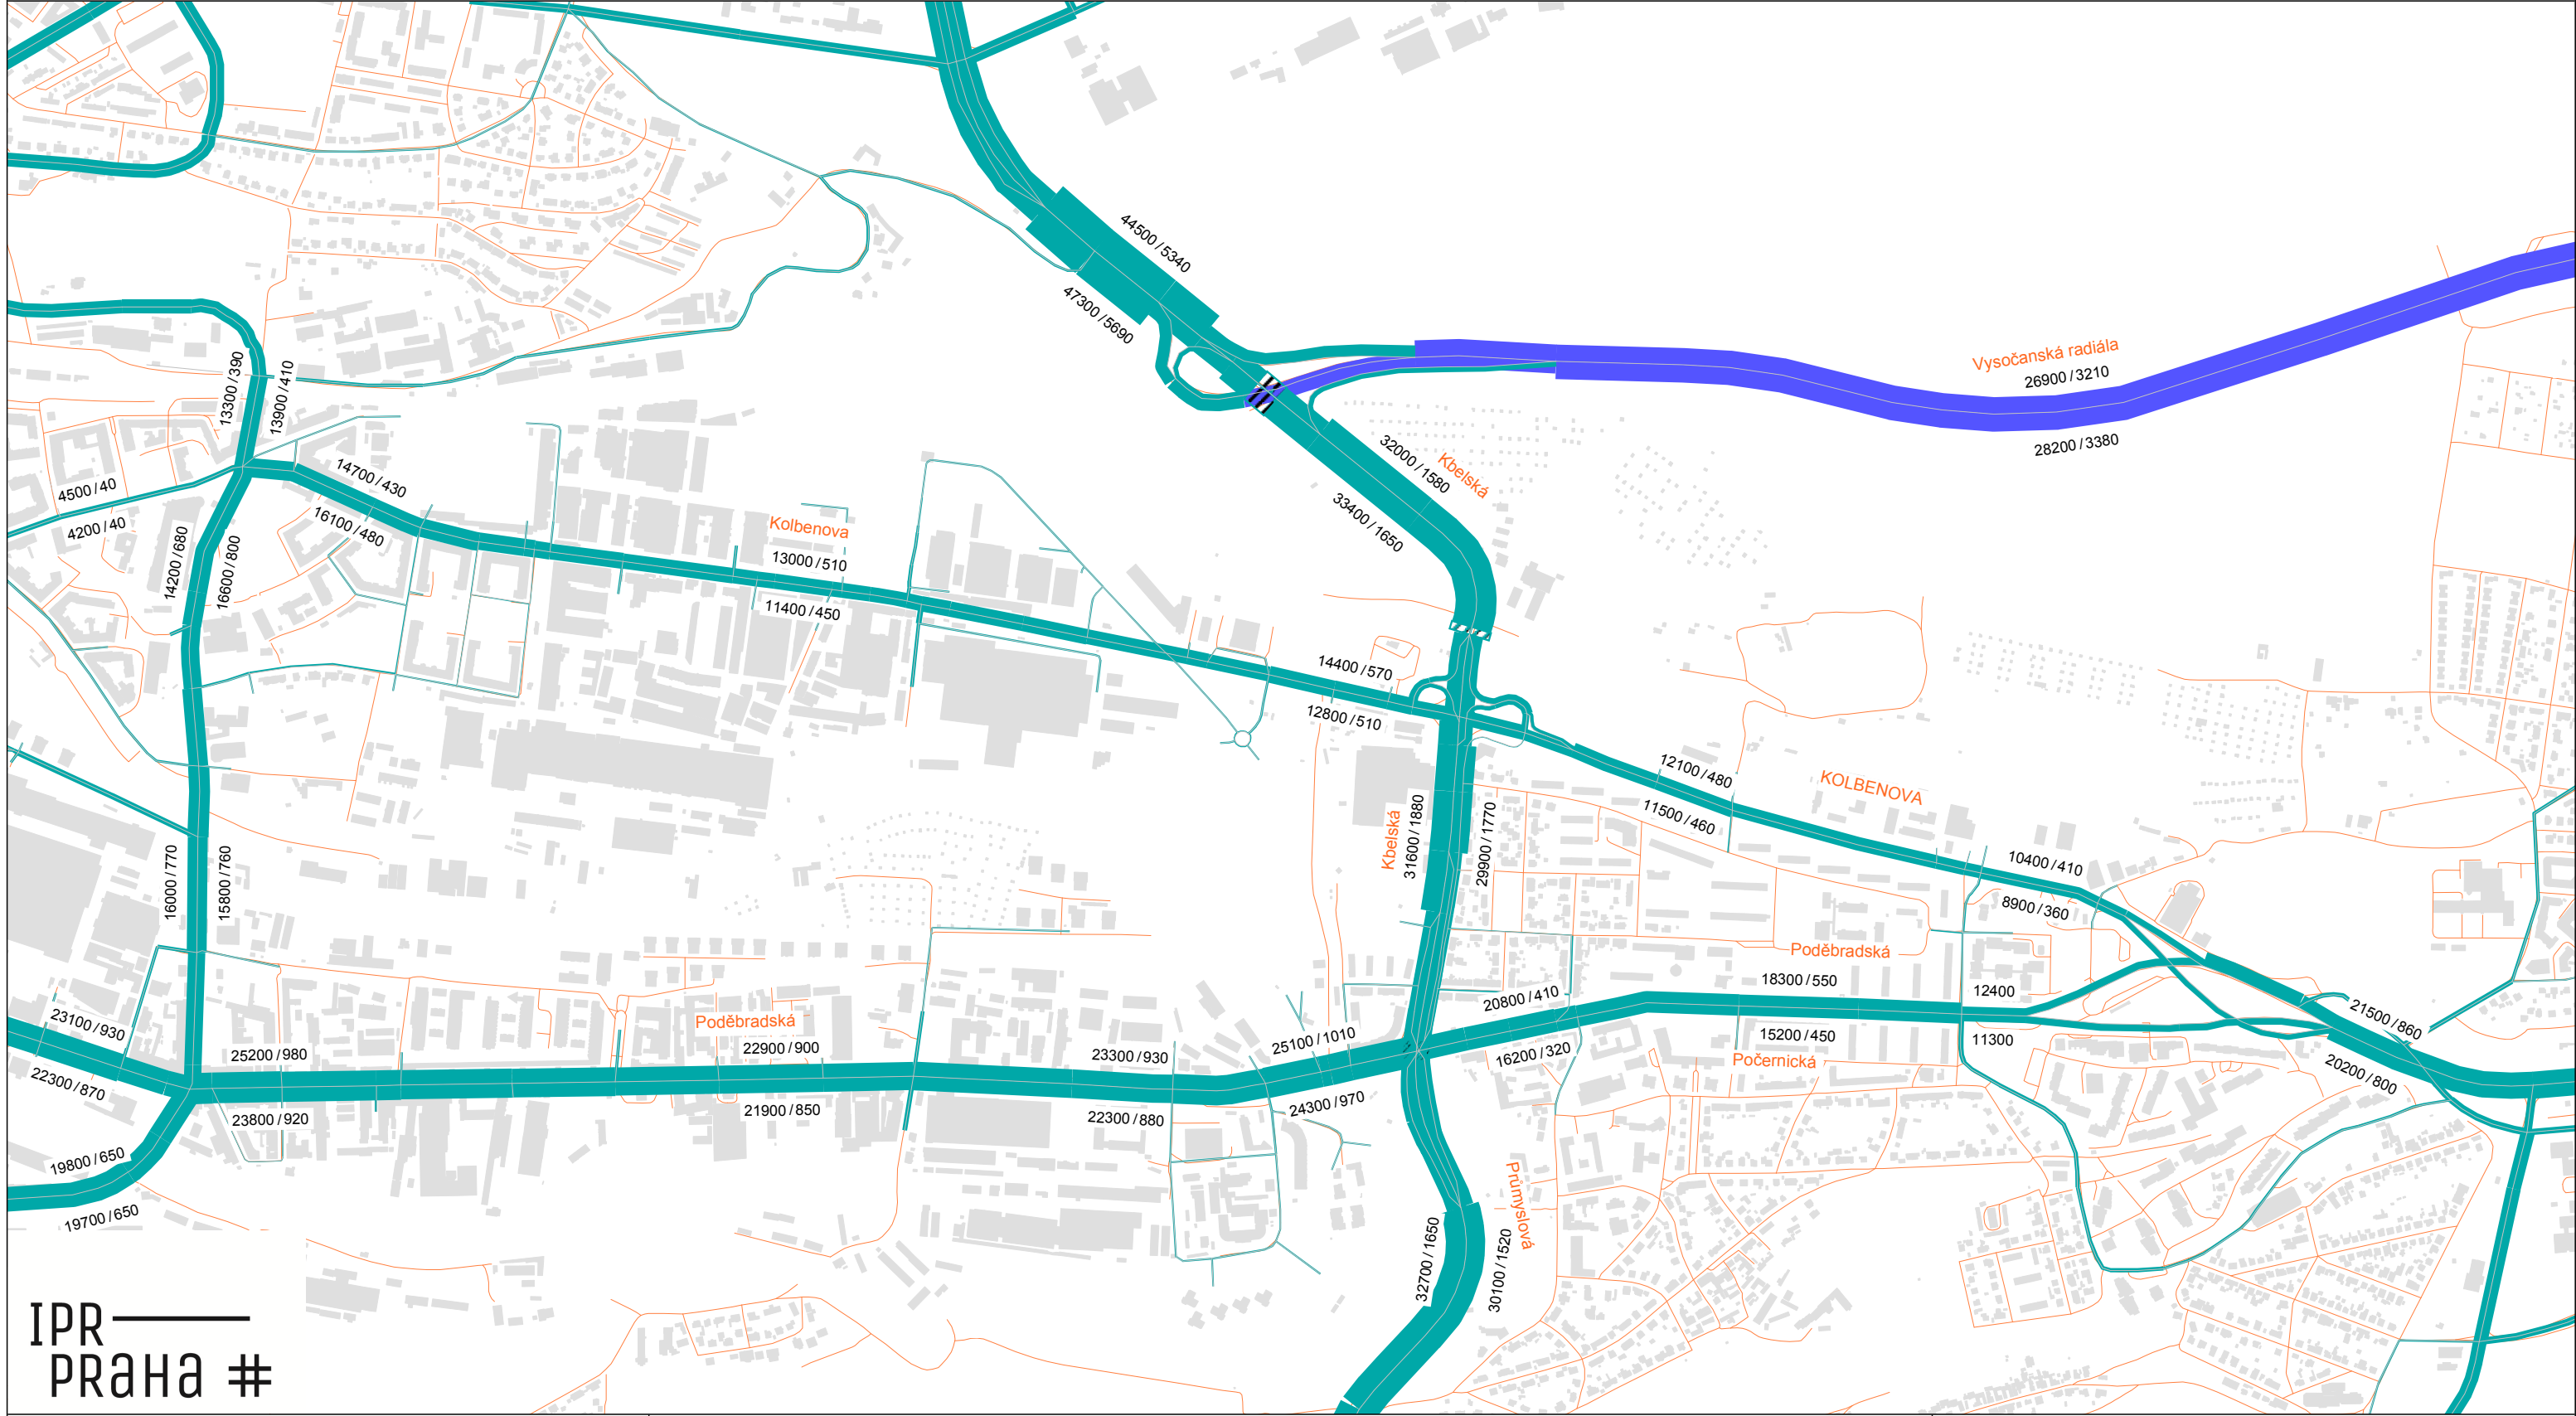 44500 / 5340
47300 / 5690
Vysočanská radiála
26900 / 3210
28200 / 3380
13300 / 390
13900 / 410
32000 / 1580
Kbelská
33400 / 1650
14700 / 430
16100 / 480
4500 / 40
4200 / 40
Kolbenova
13000 / 510
11400 / 450
14200 / 680
16600 / 800
14400 / 570
12800 / 510
12100 / 480
11500 / 460
KOLBENOVA
Kbelská
31600 / 1880
29900 / 1770
10400 / 410
8900 / 360
16000 / 770
15800 / 760
Poděbradská
18300 / 550
15200 / 450
Počernická
12400
11300
20800 / 410
16200 / 320
21500 / 860
20200 / 800
23100 / 930
22300 / 870
25200 / 980
23800 / 920
Poděbradská
22900 / 900
21900 / 850
23300 / 930
22300 / 880
25100 / 1010
24300 / 970
19800 / 650
19700 / 650
Průmyslová
32700 / 1650
30100 / 1520
IPR
PRAHA #